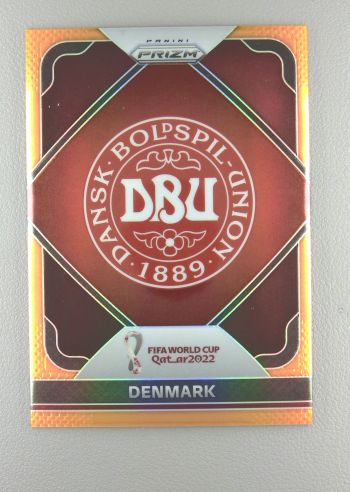 PANINI
PRIZM
DANSK · BOLDSPIL-UNION
DBU
· 1889 ·
FIFA WORLD CUP
Qatar2022
DENMARK